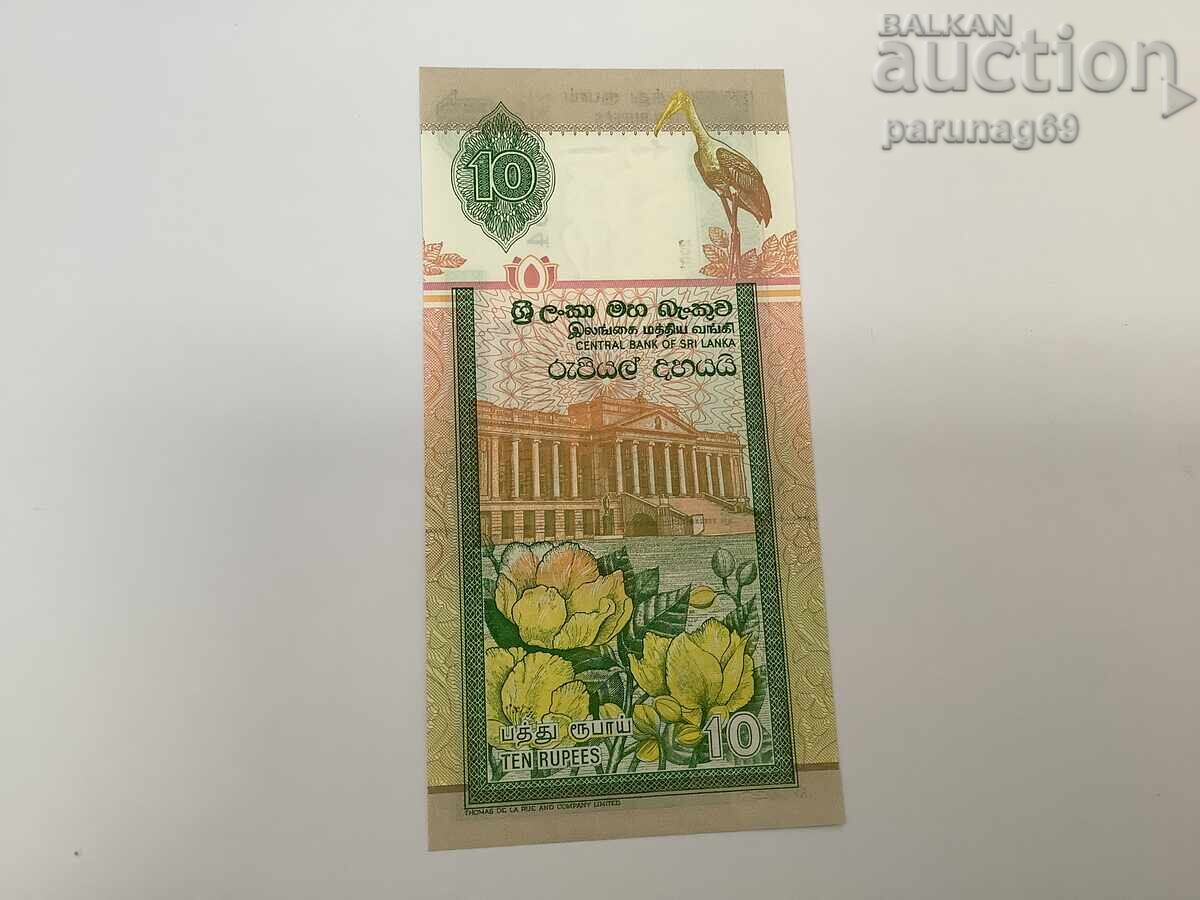 BALKAN
auction
parunag69
10
ශ්‍රී ලංකා මහ බැංකුව
இலங்கை மத்திய வங்கி
CENTRAL BANK OF SRI LANKA
රුපියල් දහයයි
பத்து ரூபாய்
TEN RUPEES
10
THOMAS DE LA RUE AND COMPANY LIMITED